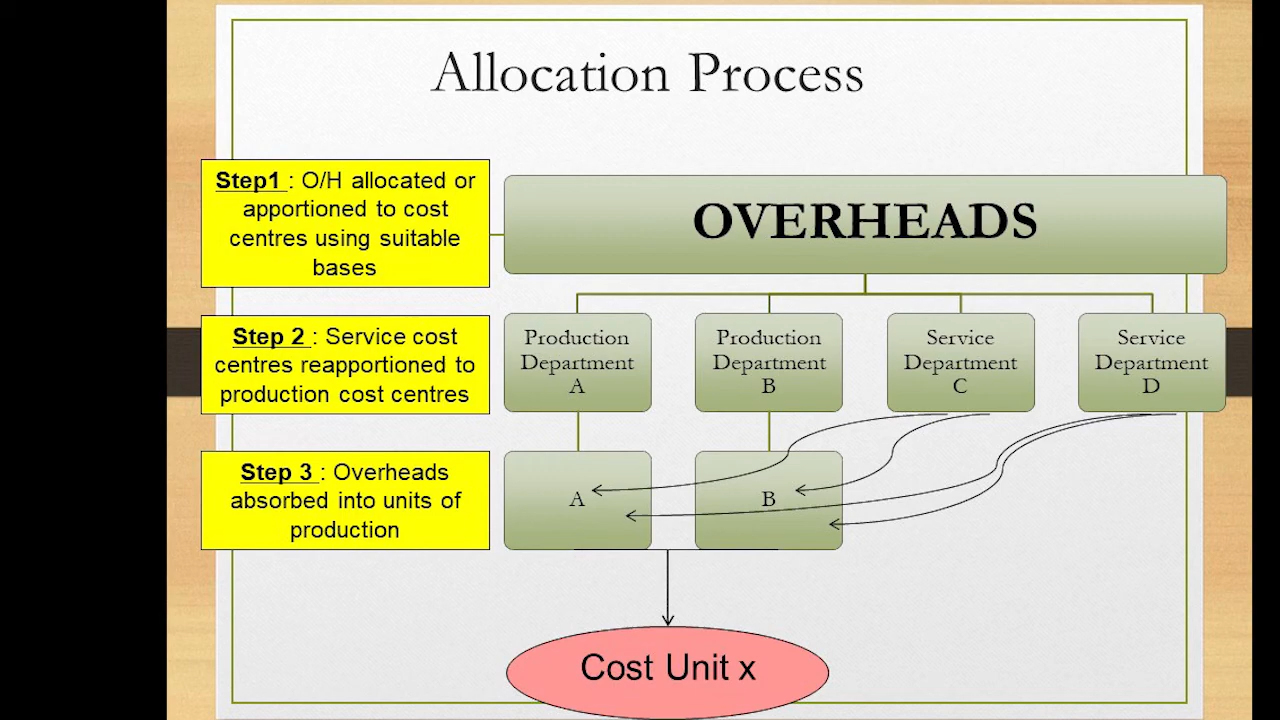 Allocation Process
Step1 : O/H allocated or
apportioned to cost
centres using suitable
bases
OVERHEADS
Step 2 : Service cost
centres reapportioned to
production cost centres
Production
Department
A
Production
Department
B
Service
Department
C
Service
Department
D
Step 3 : Overheads
absorbed into units of
production
A
B
Cost Unit x